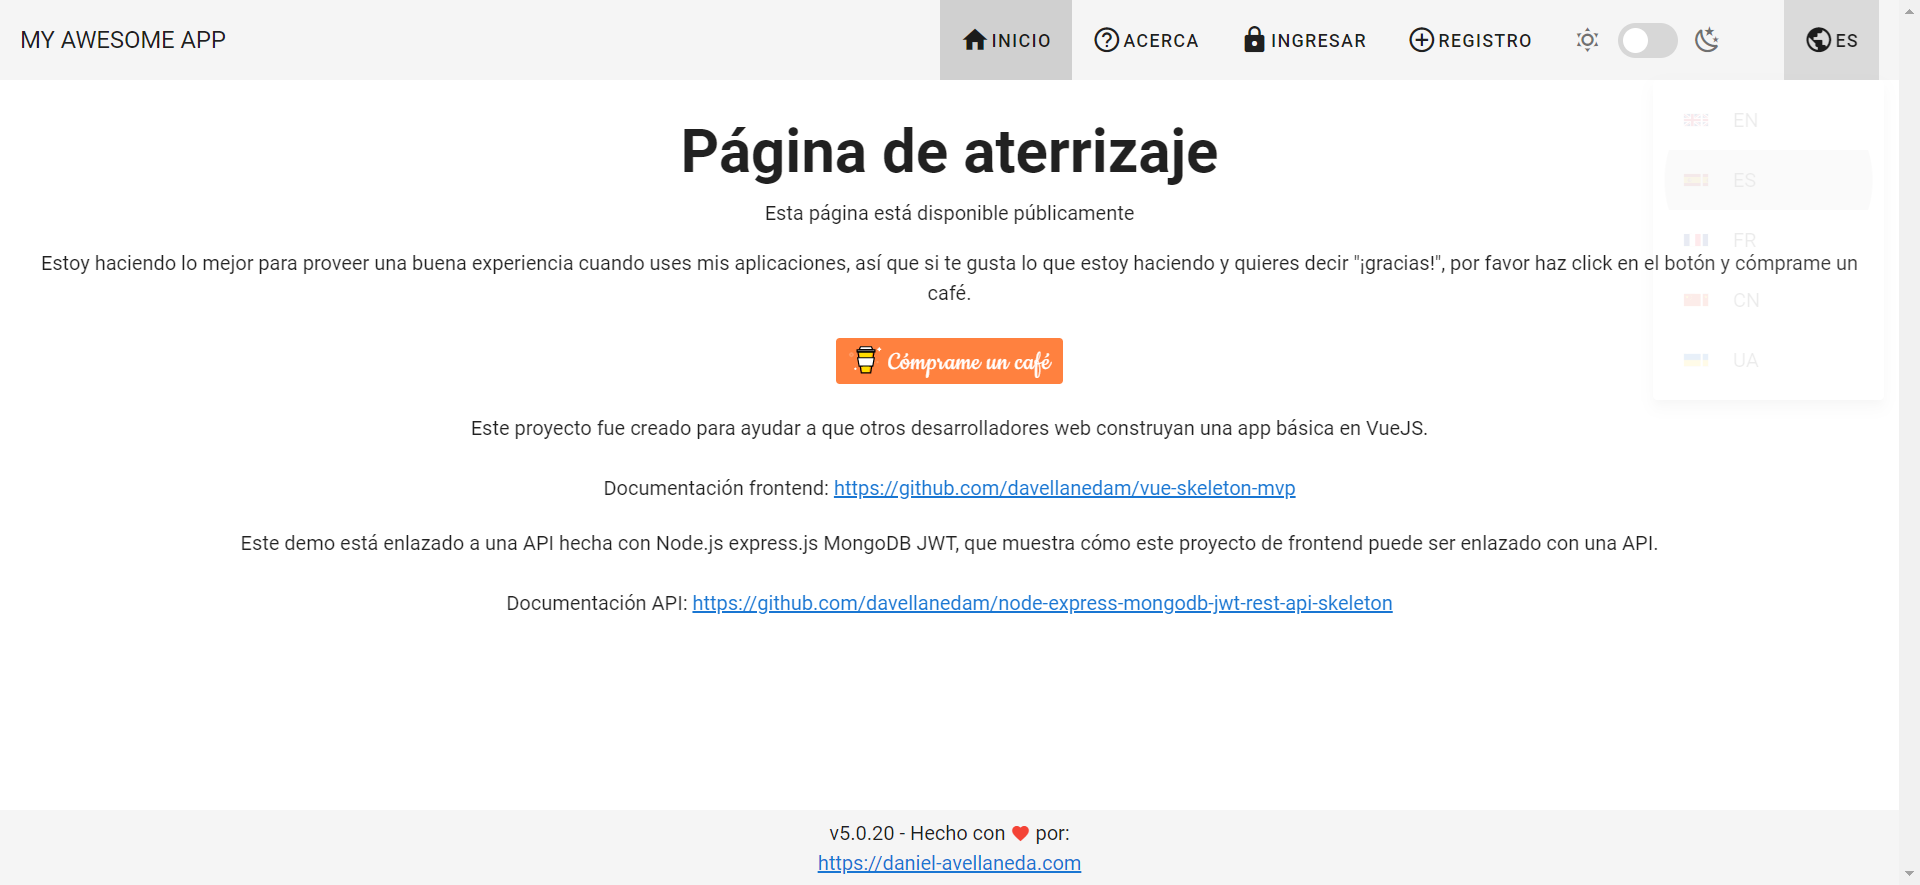 MY AWESOME APP
INICIO
ACERCA
INGRESAR
REGISTRO
ES
EN
ES
FR
CN
UA
Página de aterrizaje
Esta página está disponible públicamente
Estoy haciendo lo mejor para proveer una buena experiencia cuando uses mis aplicaciones, así que si te gusta lo que estoy haciendo y quieres decir "¡gracias!", por favor haz click en el botón y cómprame un
café.
Cómprame un café
Este proyecto fue creado para ayudar a que otros desarrolladores web construyan una app básica en VueJS.
Documentación frontend: https://github.com/davellanedam/vue-skeleton-mvp
Este demo está enlazado a una API hecha con Node.js express.js MongoDB JWT, que muestra cómo este proyecto de frontend puede ser enlazado con una API.
Documentación API: https://github.com/davellanedam/node-express-mongodb-jwt-rest-api-skeleton
v5.0.20 - Hecho con ❤ por:
https://daniel-avellaneda.com